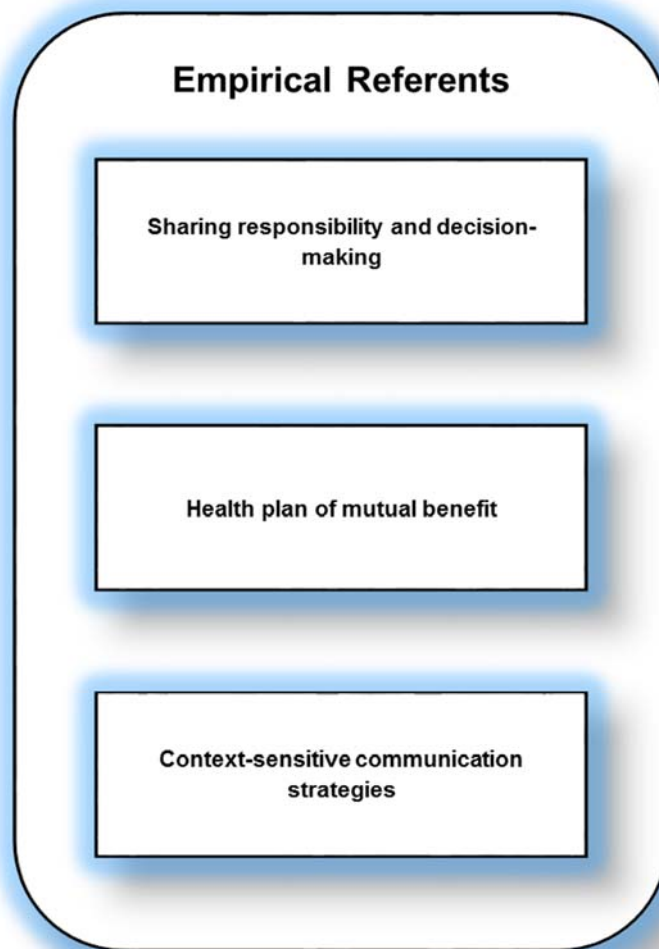 Empirical Referents
Sharing responsibility and decision-
making
Health plan of mutual benefit
Context-sensitive communication
strategies